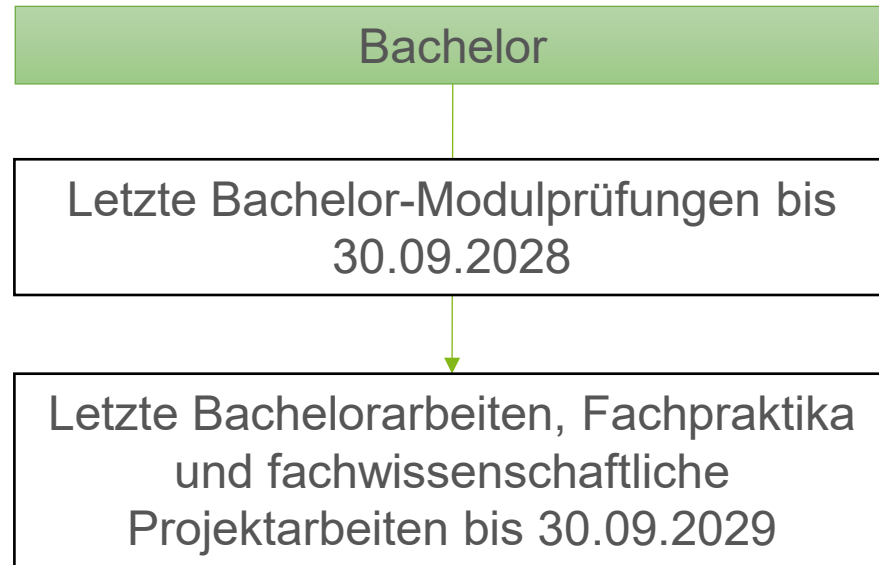 Bachelor
Letzte Bachelor-Modulprüfungen bis
30.09.2028
Letzte Bachelorarbeiten, Fachpraktika
und fachwissenschaftliche
Projektarbeiten bis 30.09.2029